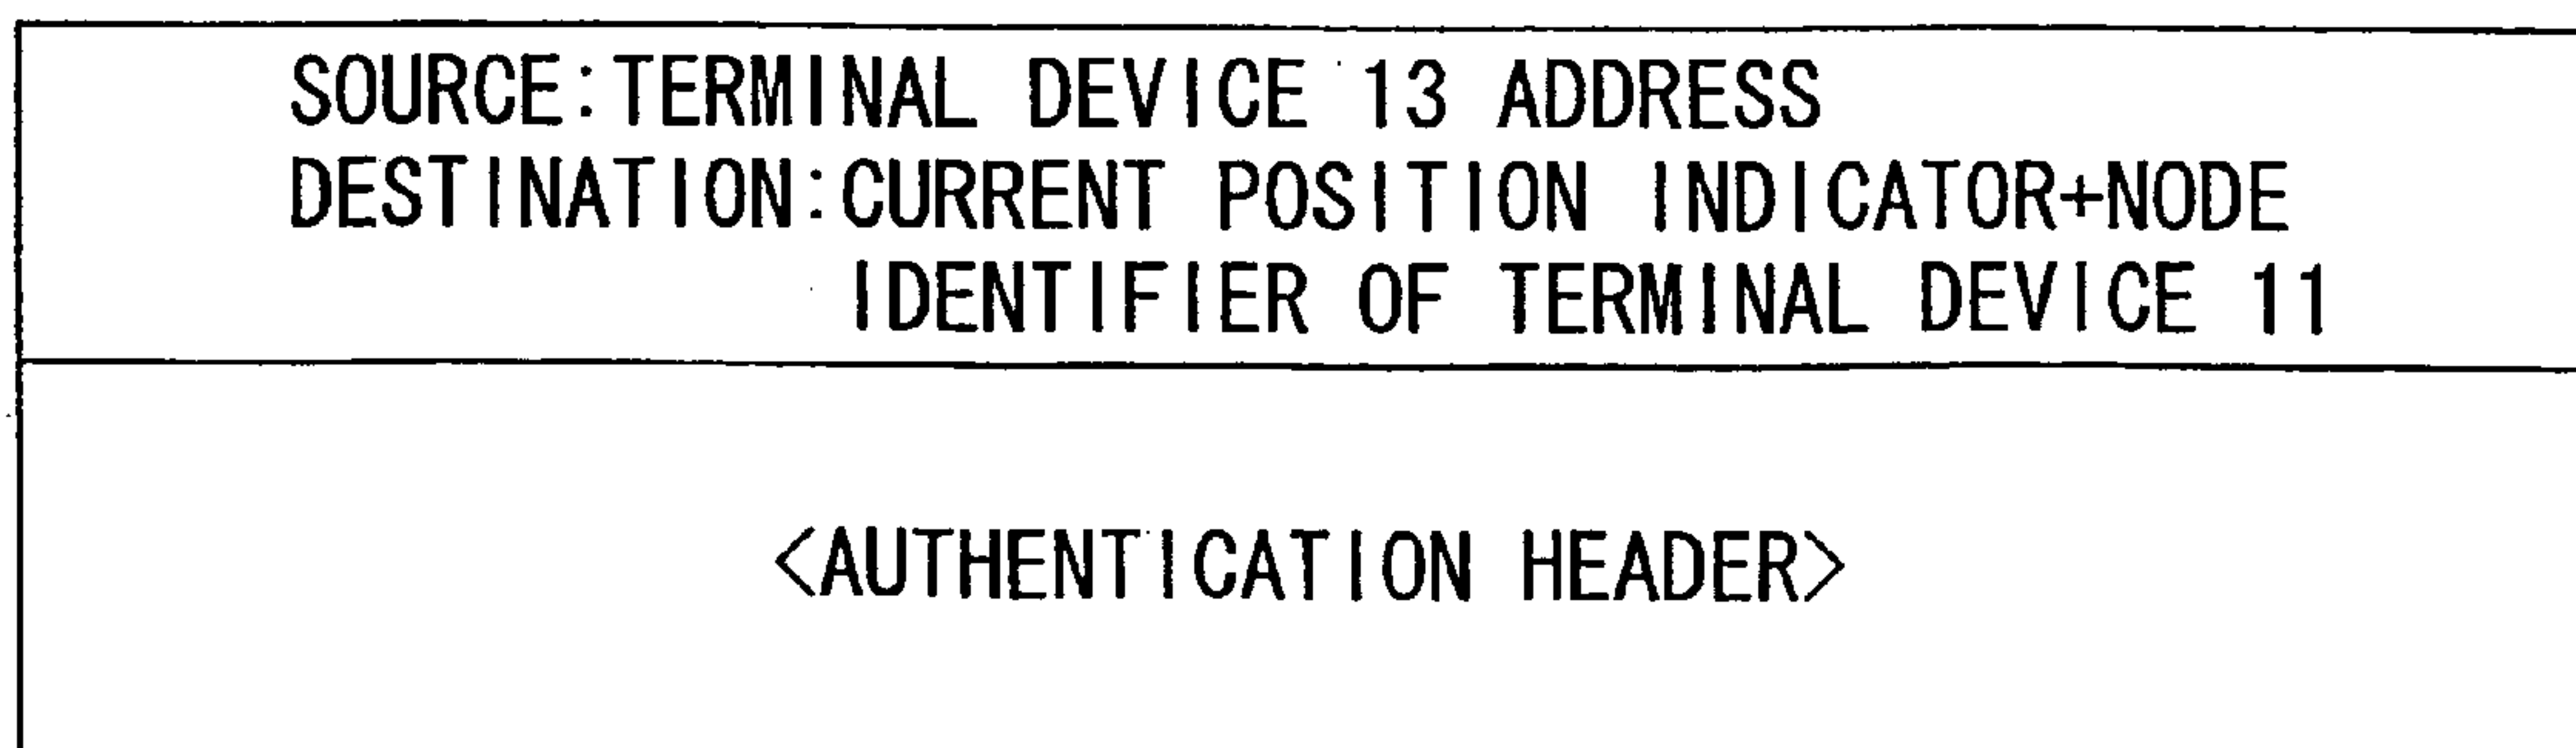 SOURCE:TERMINAL DEVICE 13 ADDRESS
DESTINATION:CURRENT POSITION INDICATOR+NODE
IDENTIFIER OF TERMINAL DEVICE 11
<AUTHENTICATION HEADER>